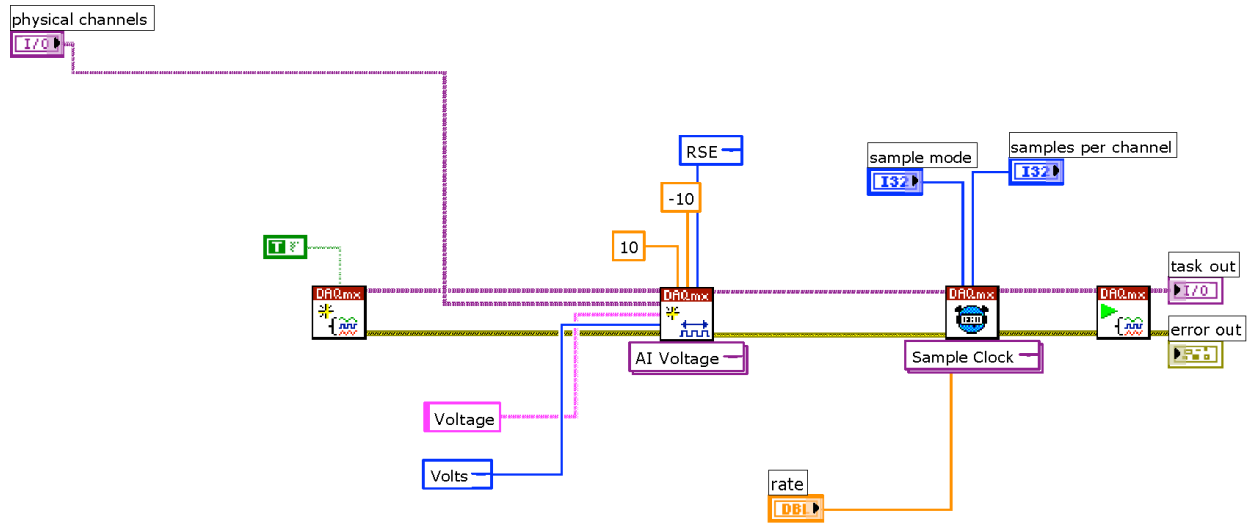 physical channels
I/O
RSE
sample mode
I32
samples per channel
I32
-10
10
T F
task out
I/O
DAQmx
DAQmx
DAQmx
DAQmx
error out
AI Voltage
Sample Clock
Voltage
Volts
rate
DBL